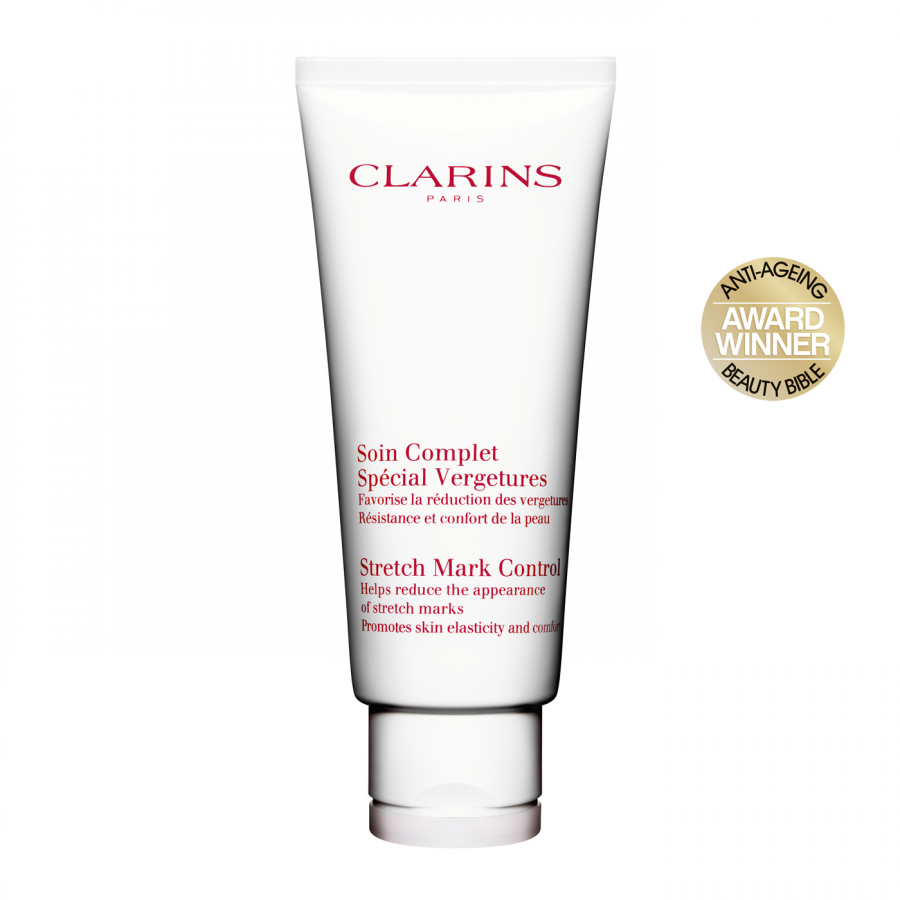 CLARINS
PARIS
Soin Complet
Spécial Vergetures
Favorise la réduction des vergetures
Résistance et confort de la peau
Stretch Mark Control
Helps reduce the appearance
of stretch marks
Promotes skin elasticity and comfort
ANTI-AGEING
AWARD
WINNER
BEAUTY BIBLE